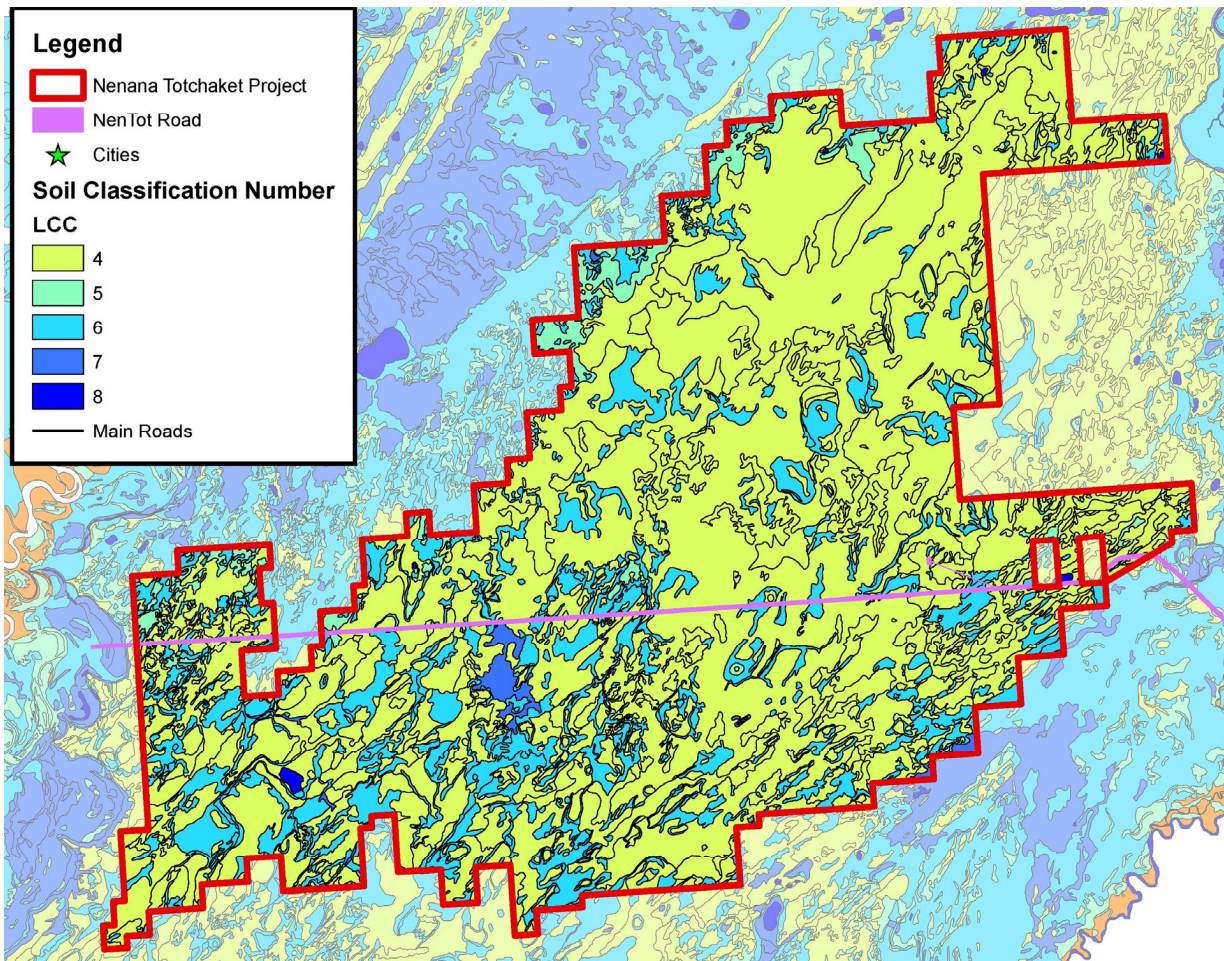 Legend
Nenana Totchaket Project
NenTot Road
Cities
Soil Classification Number
LCC
4
5
6
7
8
Main Roads